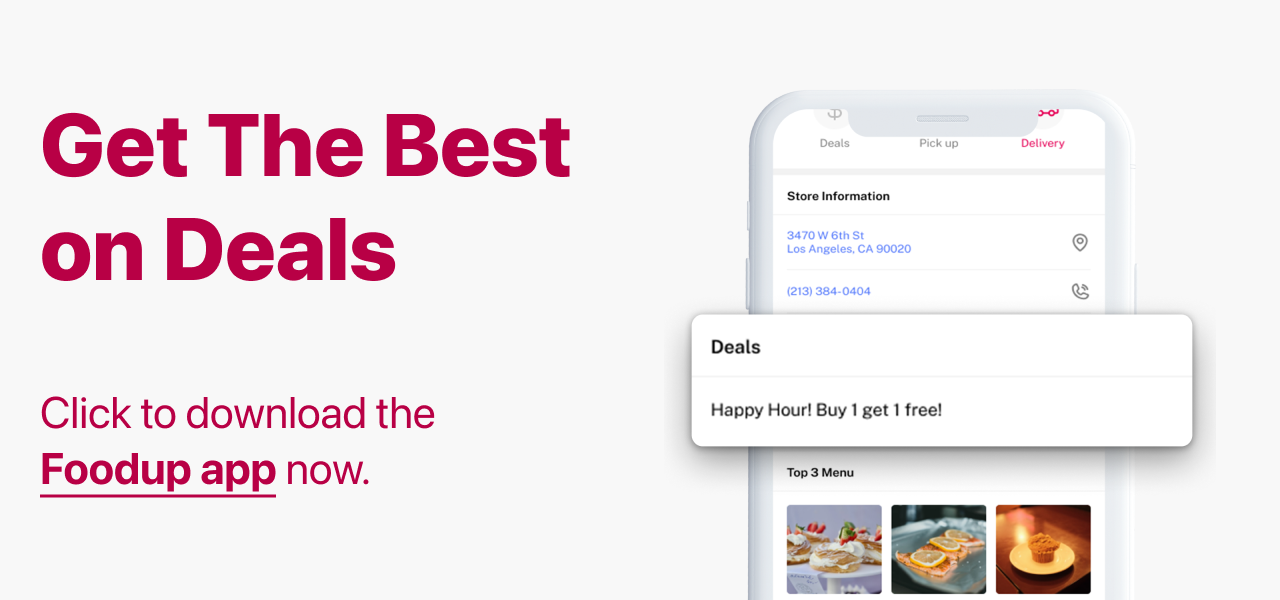 Get The Best
on Deals
Click to download the
Foodup app now.
Deals
Pick up
Delivery
Store Information
3470 W 6th St
Los Angeles, CA 90020
(213) 384-0404
Deals
Happy Hour! Buy 1 get 1 free!
Top 3 Menu